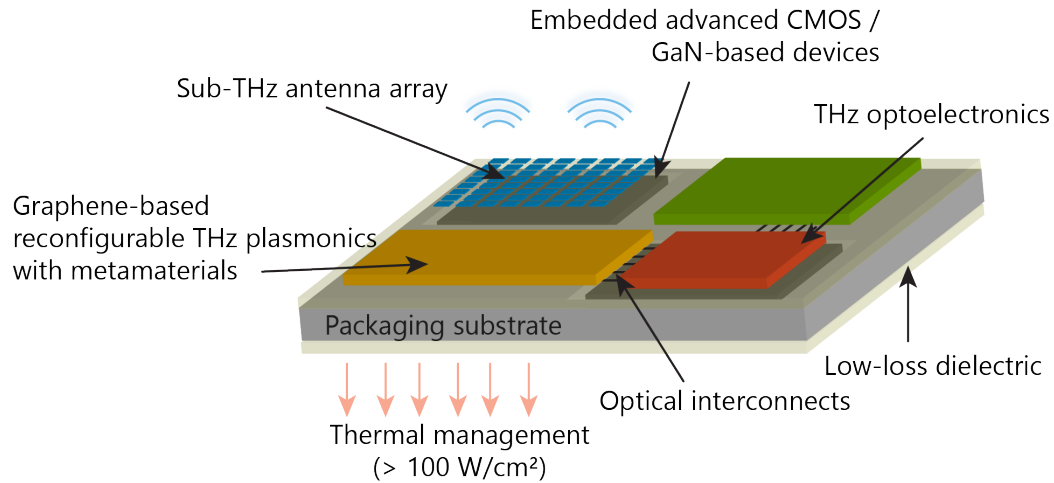 Embedded advanced CMOS /
GaN-based devices
Sub-THz antenna array
THz optoelectronics
Graphene-based
reconfigurable THz plasmonics
with metamaterials
Packaging substrate
Low-loss dielectric
Optical interconnects
Thermal management
(> 100 W/cm²)